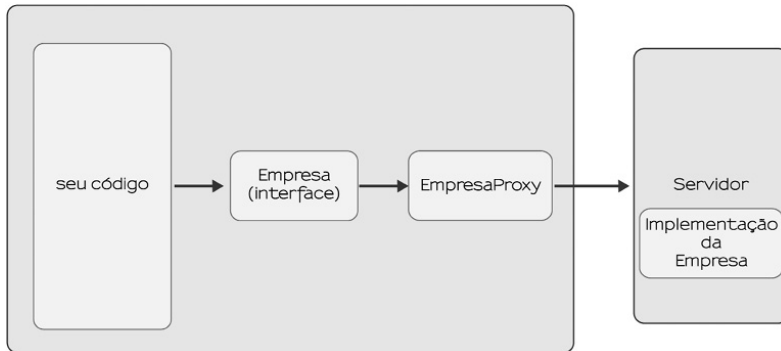 seu código
Empresa
(interface)
EmpresaProxy
Servidor
Implementação
da
Empresa